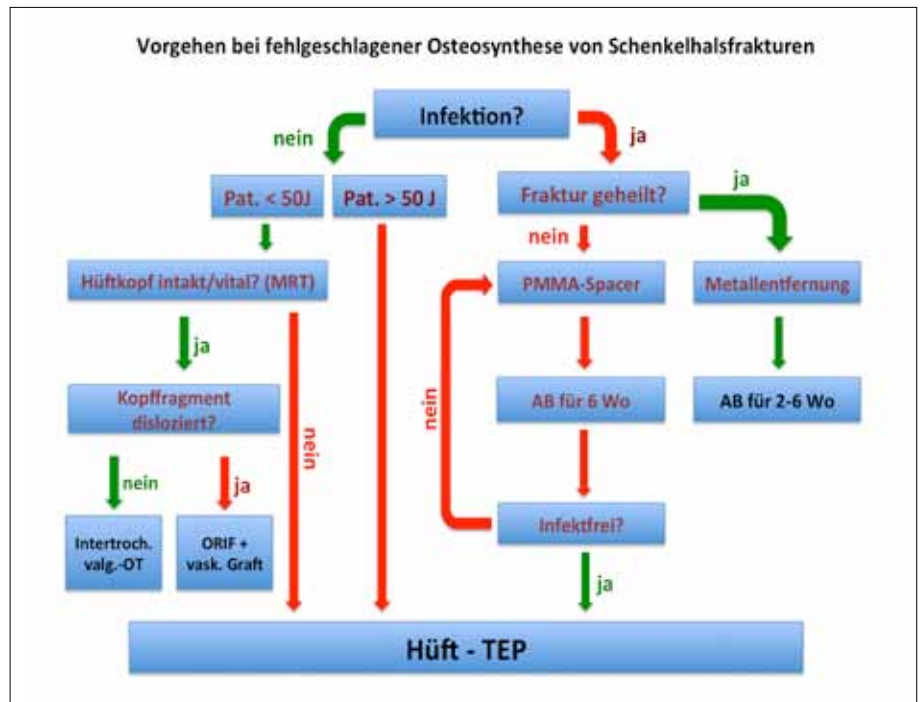 Vorgehen bei fehlgeschlagener Osteosynthese von Schenkelhalsfrakturen
Infektion?
nein
ja
Pat. < 50J
Pat. > 50 J
Fraktur geheilt?
ja
nein
Hüftkopf intakt/vital? (MRT)
PMMA-Spacer
Metallentfernung
ja
Kopffragment
disloziert?
nein
nein
AB für 6 Wo
AB für 2-6 Wo
nein
ja
Intertroch.
valg.-OT
ORIF +
vask. Graft
Infektfrei?
ja
Hüft - TEP